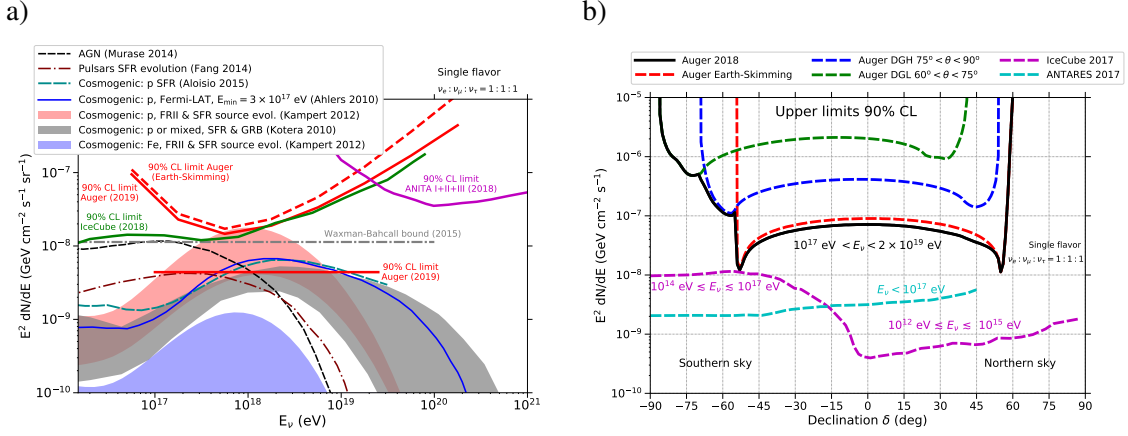 a)
AGN (Murase 2014)
Pulsars SFR evolution (Fang 2014)
Cosmogenic: p SFR (Aloisio 2015)
Cosmogenic: p, Fermi-LAT, E_min = 3 × 10^17 eV (Ahlers 2010)
Cosmogenic: p, FRII & SFR source evol. (Kampert 2012)
Cosmogenic: p or mixed, SFR & GRB (Kotera 2010)
Cosmogenic: Fe, FRII & SFR source evol. (Kampert 2012)
Single flavor
ν_e : ν_μ : ν_τ = 1 : 1 : 1
90% CL limit Auger
(Earth-Skimming)
90% CL limit
Auger (2019)
90% CL limit
ANITA I+II+III (2018)
90% CL limit
IceCube (2018)
Waxman-Bahcall bound (2015)
90% CL limit
Auger (2019)
E² dN/dE (GeV cm⁻² s⁻¹ sr⁻¹)
10⁻⁷
10⁻⁸
10⁻⁹
10⁻¹⁰
10¹⁷
10¹⁸
10¹⁹
10²⁰
10²¹
E_ν (eV)
b)
Auger 2018
Auger Earth-Skimming
Auger DGH 75° < θ < 90°
Auger DGL 60° < θ < 75°
IceCube 2017
ANTARES 2017
Upper limits 90% CL
10¹⁷ eV < E_ν < 2 × 10¹⁹ eV
Single flavor
ν_e : ν_μ : ν_τ = 1 : 1 : 1
10¹⁴ eV ≲ E_ν ≲ 10¹⁷ eV
E_ν < 10¹⁷ eV
10¹² eV ≲ E_ν ≲ 10¹⁵ eV
Southern sky
Northern sky
E² dN/dE (GeV cm⁻² s⁻¹)
10⁻⁵
10⁻⁶
10⁻⁷
10⁻⁸
10⁻⁹
10⁻¹⁰
−90
−75
−60
−45
−30
−15
0
15
30
45
60
75
90
Declination δ (deg)